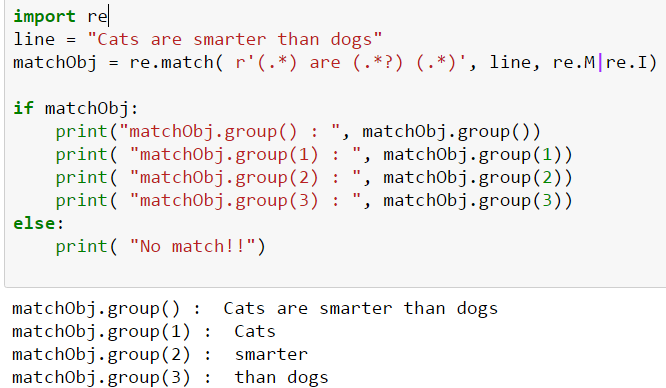 import re
line = "Cats are smarter than dogs"
matchObj = re.match( r'(.*) are (.*?) (.*)', line, re.M|re.I)
if matchObj:
    print("matchObj.group() : ", matchObj.group())
    print( "matchObj.group(1) : ", matchObj.group(1))
    print( "matchObj.group(2) : ", matchObj.group(2))
    print( "matchObj.group(3) : ", matchObj.group(3))
else:
    print( "No match!!")
matchObj.group() :  Cats are smarter than dogs
matchObj.group(1) :  Cats
matchObj.group(2) :  smarter
matchObj.group(3) :  than dogs